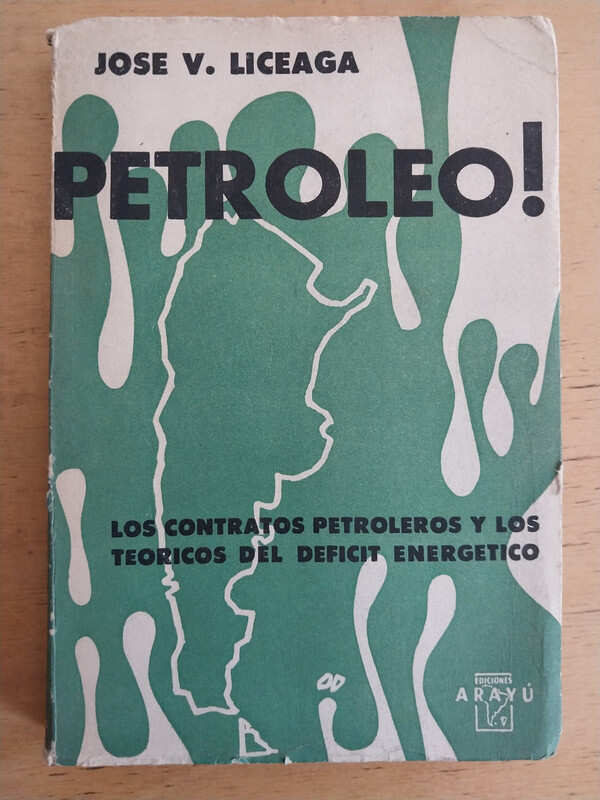 JOSE V. LICEAGA
PETROLEO!
LOS CONTRATOS PETROLEROS Y LOS
TEORICOS DEL DEFICIT ENERGETICO
EDICIONES
ARAYÚ